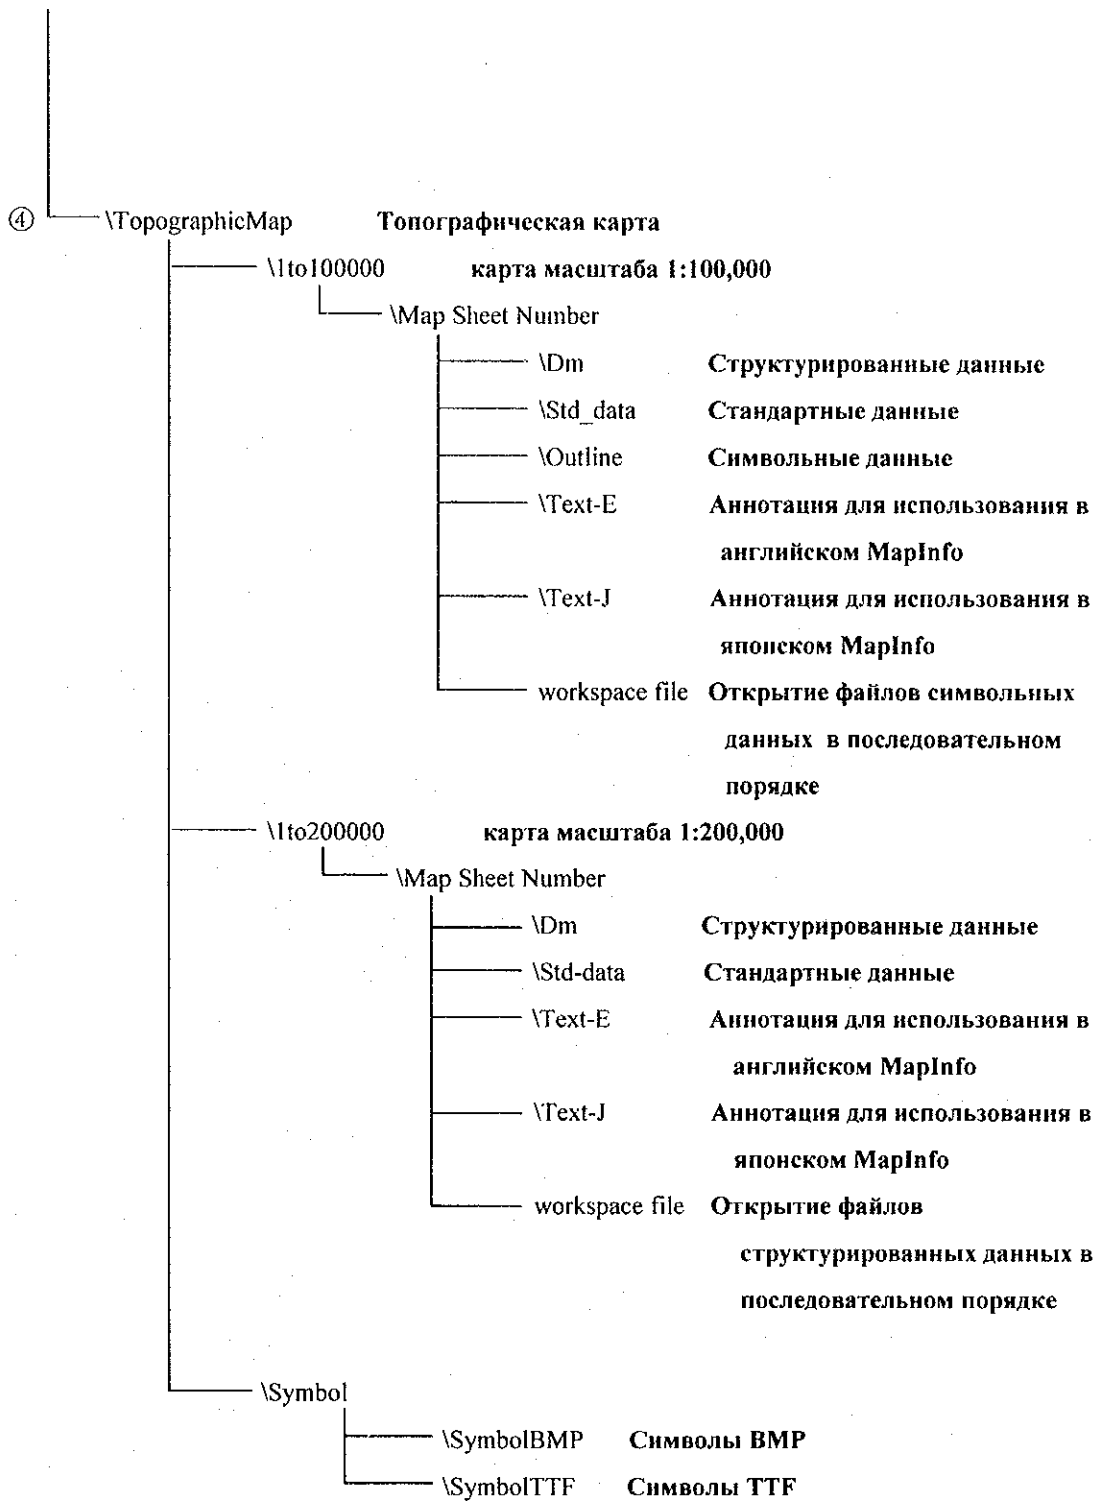 ④ \TopographicMap Топографическая карта
\1to100000 карта масштаба 1:100,000
\Map Sheet Number
\Dm Структурированные данные
\Std_data Стандартные данные
\Outline Символьные данные
\Text-E Аннотация для использования в
английском MapInfo
\Text-J Аннотация для использования в
японском MapInfo
workspace file Открытие файлов символьных
данных в последовательном
порядке
\1to200000 карта масштаба 1:200,000
\Map Sheet Number
\Dm Структурированные данные
\Std-data Стандартные данные
\Text-E Аннотация для использования в
английском MapInfo
\Text-J Аннотация для использования в
японском MapInfo
workspace file Открытие файлов
структурированных данных в
последовательном порядке
\Symbol
\SymbolBMP Символы BMP
\SymbolTTF Символы TTF